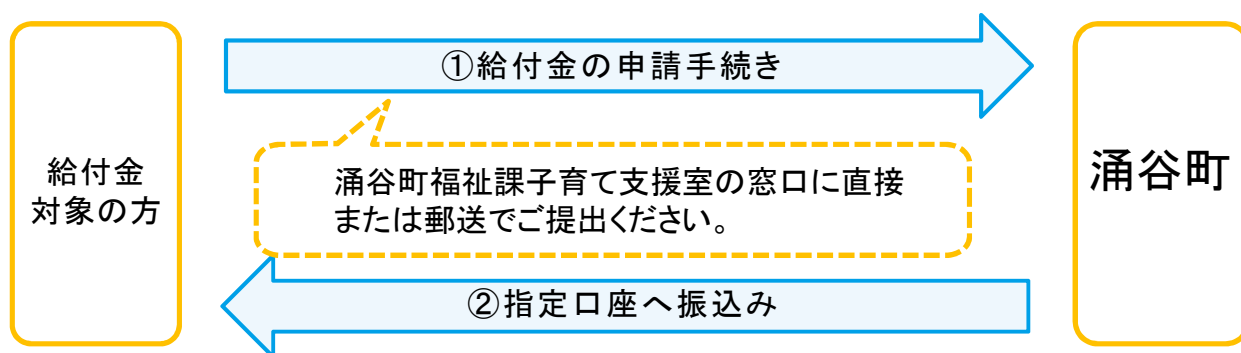 ①給付金の申請手続き
給付金
対象の方
涌谷町福祉課子育て支援室の窓口に直接
または郵送でご提出ください。
涌谷町
②指定口座へ振込み